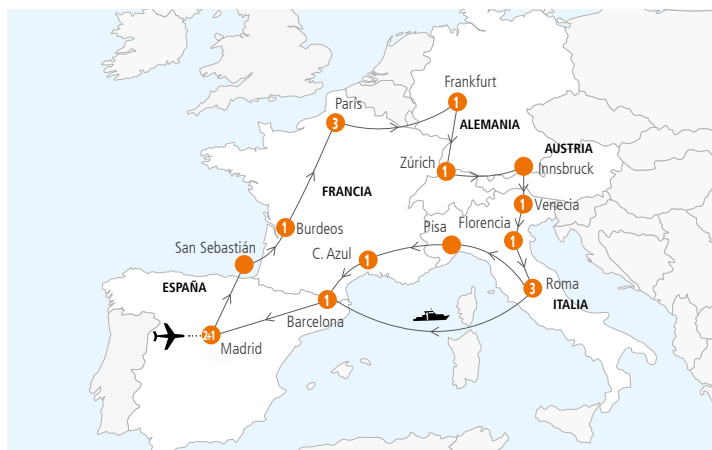 Frankfurt
1
París
3
ALEMANIA
AUSTRIA
Zúrich
1
Innsbruck
FRANCIA
1
Venecia
Florencia
1
1
Burdeos
Pisa
San Sebastián
C. Azul
1
ESPAÑA
3
Roma
ITALIA
1
Barcelona
2+1
Madrid